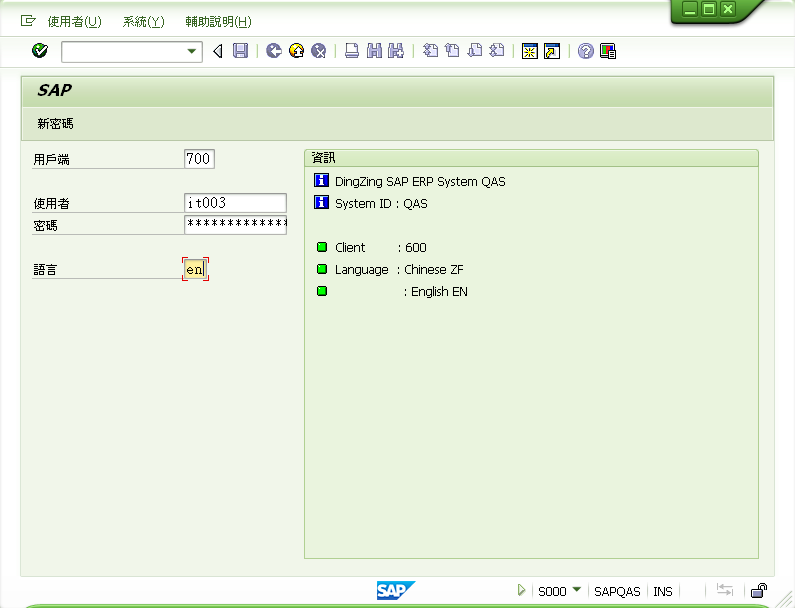 使用者(U) 系統(Y) 輔助說明(H)
SAP
新密碼
用戶端 700
使用者 it003
密碼 *************
語言 en
資訊
DingZing SAP ERP System QAS
System ID : QAS
Client : 600
Language : Chinese ZF
: English EN
SAP
S000 SAPQAS INS